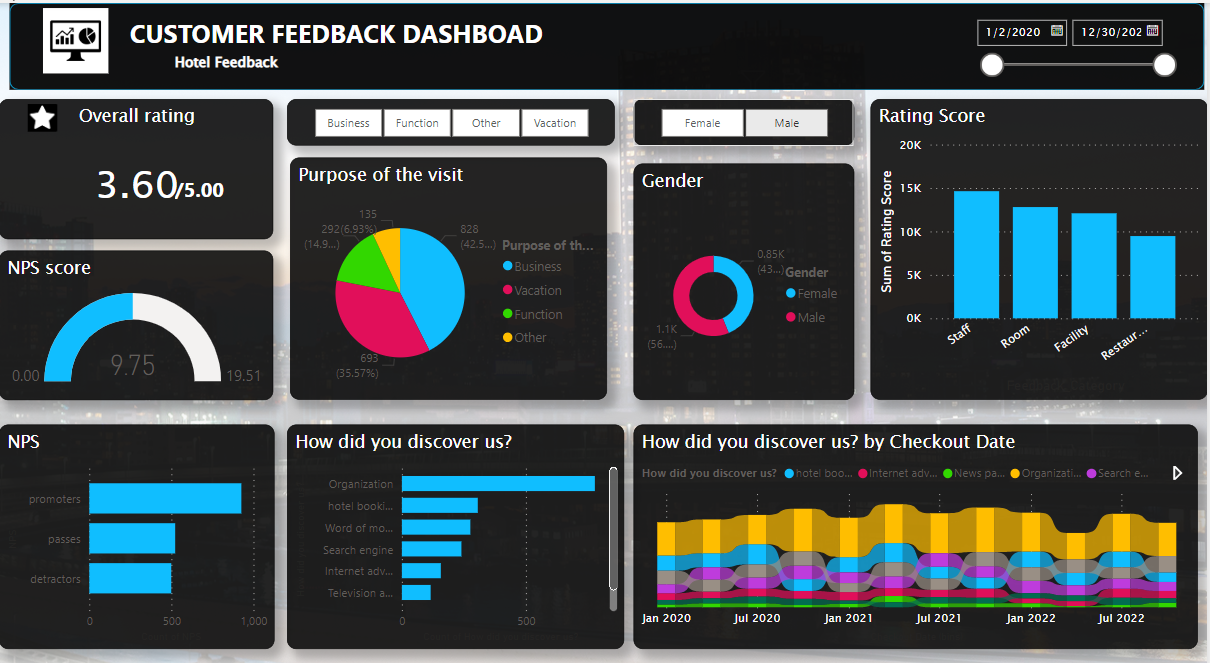 CUSTOMER FEEDBACK DASHBOAD
Hotel Feedback
1/2/2020
12/30/202
Overall rating
3.60/5.00
Business
Function
Other
Vacation
Female
Male
Rating Score
20K
15K
10K
5K
0K
Sum of Rating Score
Staff
Room
Facility
Restaur...
Purpose of the visit
135
292(6.93%)
(14.9...)
828
(42.5...)
693
(35.57%)
Purpose of th...
Business
Vacation
Function
Other
Gender
0.85K
(43...)
1.1K
(56....)
Gender
Female
Male
NPS score
0.00
9.75
19.51
NPS
promoters
passes
detractors
0
500
1,000
How did you discover us?
Organization
hotel booki...
Word of mo...
Search engine
Internet adv...
Television a...
0
500
How did you discover us? by Checkout Date
How did you discover us?
hotel boo...
Internet adv...
News pa...
Organizati...
Search e...
Jan 2020
Jul 2020
Jan 2021
Jul 2021
Jan 2022
Jul 2022